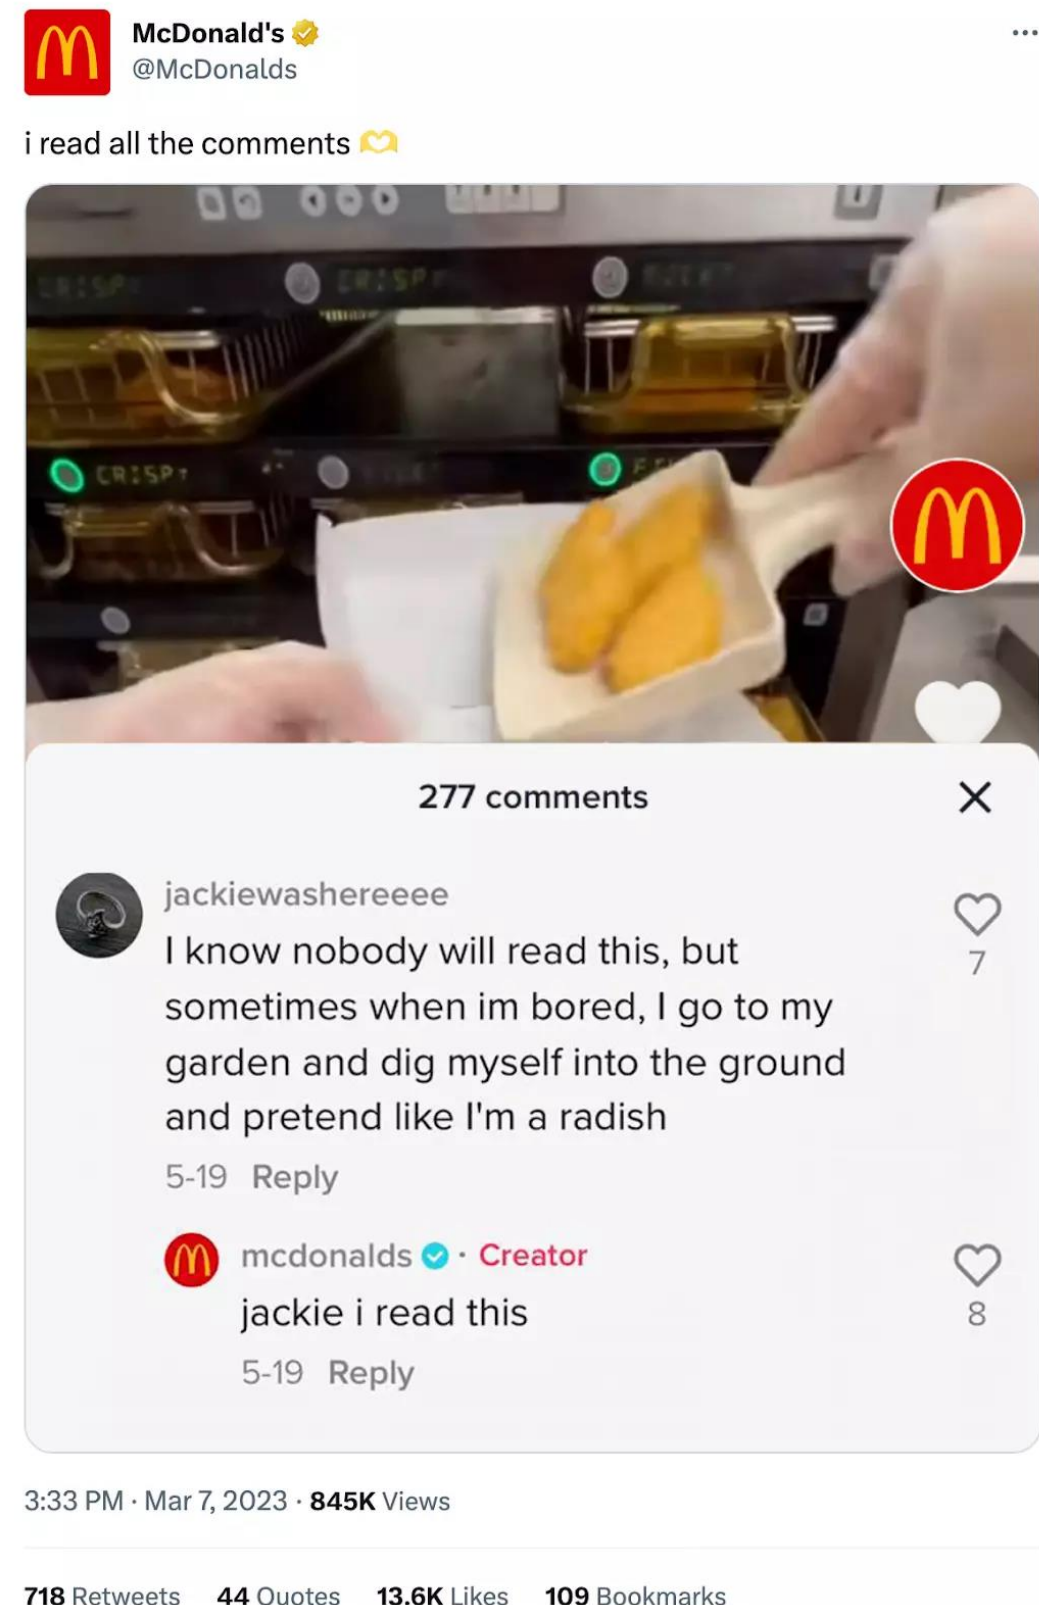 McDonald's
@McDonalds
i read all the comments
CRISPY
CRISPY
277 comments
jackiewashereeee
I know nobody will read this, but
sometimes when im bored, I go to my
garden and dig myself into the ground
and pretend like I'm a radish
5-19 Reply
7
mcdonalds · Creator
jackie i read this
5-19 Reply
8
3:33 PM · Mar 7, 2023 · 845K Views
718 Retweets 44 Quotes 13.6K Likes 109 Bookmarks